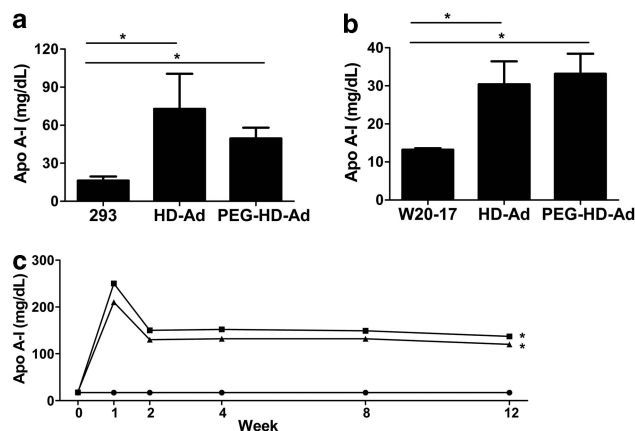 a
*
*
Apo A-I (mg/dL)
120
90
60
30
0
293 HD-Ad PEG-HD-Ad
b
*
*
Apo A-I (mg/dL)
40
30
20
10
0
W20-17 HD-Ad PEG-HD-Ad
c
Apo A-I (mg/dL)
300
200
100
0
*
*
0 1 2 4 8 12
Week